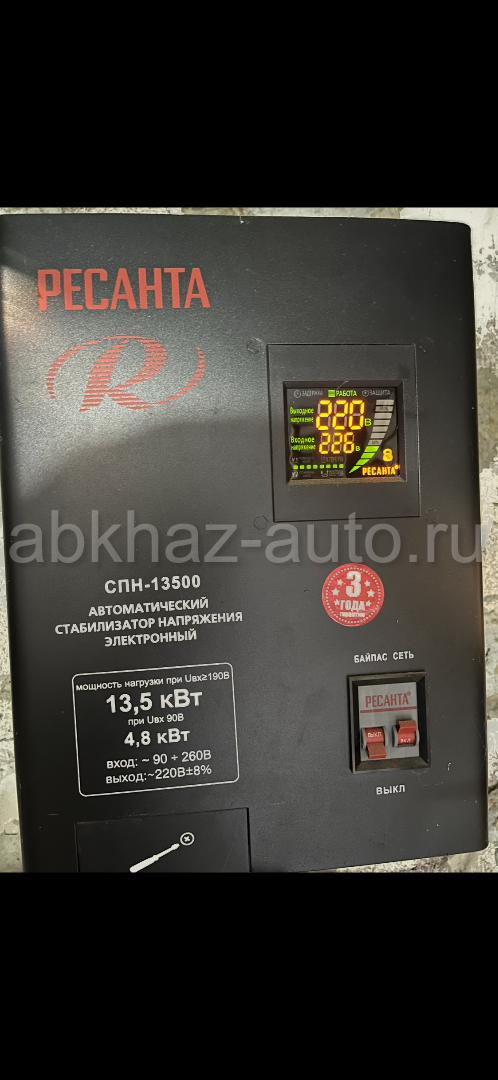 РЕСАНТА
R
ЗАДЕРЖКА РАБОТА ЗАЩИТА
Выходное напряжение 220 В
Входное напряжение 226 В
8
РЕСАНТА®
abkhaz-auto.ru
СПН-13500
АВТОМАТИЧЕСКИЙ
СТАБИЛИЗАТОР НАПРЯЖЕНИЯ
ЭЛЕКТРОННЫЙ
3
ГОДА
гарантии
мощность нагрузки при Uвх≥190В
13,5 кВт
при Uвх 90В
4,8 кВт
ВХОД: ~ 90 ÷ 260В
ВЫХОД:~220В±8%
БАЙПАС СЕТЬ
РЕСАНТА®
ВЫКЛ ВКЛ
ВЫКЛ